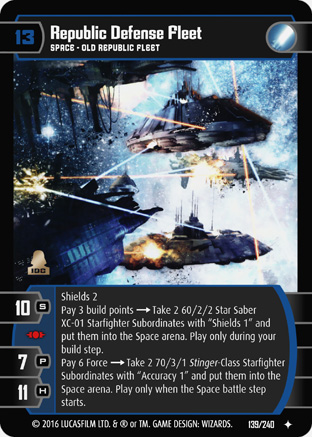 13
Republic Defense Fleet
SPACE - OLD REPUBLIC FLEET
IDC
10 S
7 P
11 H
Shields 2
Pay 3 build points → Take 2 60/2/2 Star Saber
XC-01 Starfighter Subordinates with “Shields 1” and
put them into the Space arena. Play only during your
build step.
Pay 6 Force → Take 2 70/3/1 Stinger-Class Starfighter
Subordinates with “Accuracy 1” and put them into the
Space arena. Play only when the Space battle step
starts.
© 2016 LUCASFILM LTD. & ® or TM. GAME DESIGN: WIZARDS.
139/240